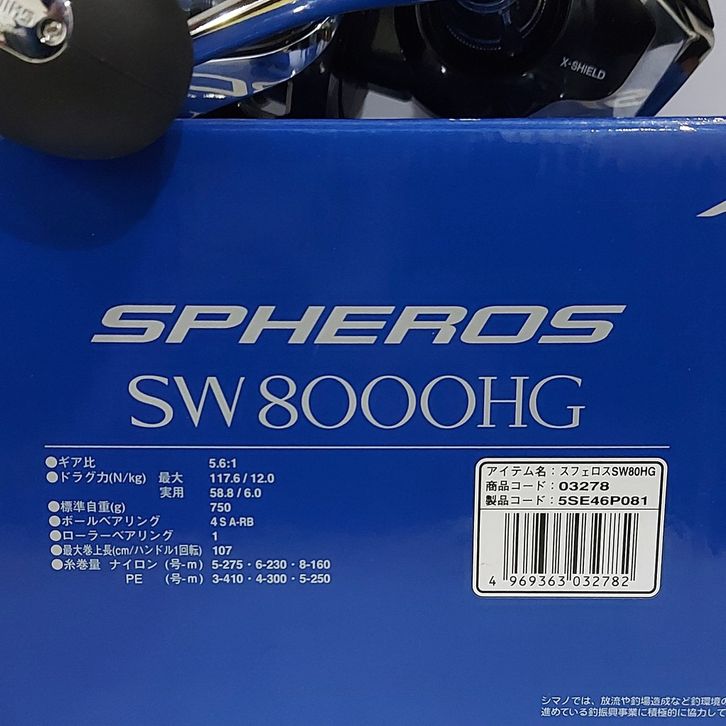 X-SHIELD
SPHEROS
SW 8000HG
●ギア比 5.6:1
●ドラグ力(N/kg) 最大 117.6 / 12.0
実用 58.8 / 6.0
●標準自重(g) 750
●ボールベアリング 4 S A-RB
●ローラーベアリング 1
●最大巻上長(cm/ハンドル1回転) 107
●糸巻量 ナイロン (号-m) 5-275・6-230・8-160
PE (号-m) 3-410・4-300・5-250
アイテム名：スフェロスSW80HG
商品コード：03278
製品コード：5SE46P081
4 969363 032782
シマノでは、放流や釣場造成など釣環境の
進めている釣振興事業に積極的に協力して